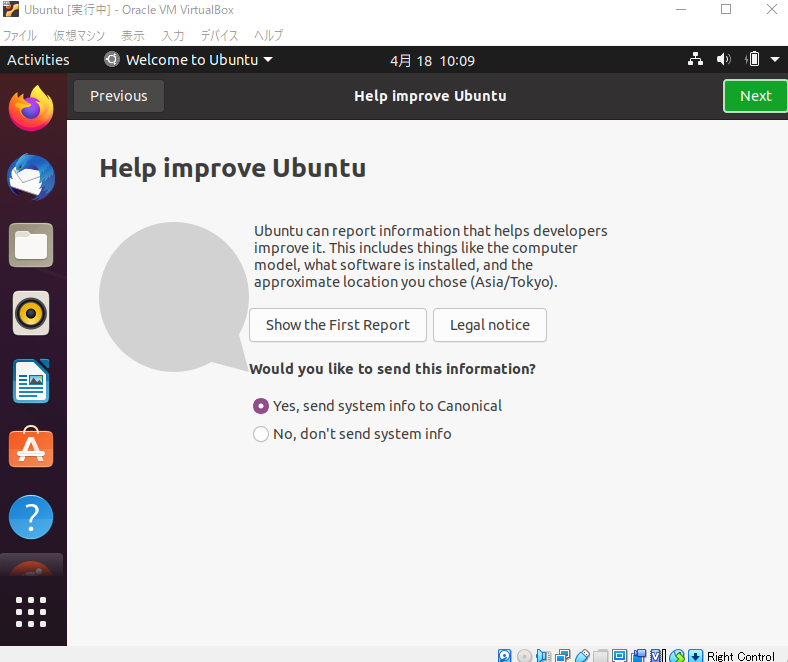 Ubuntu [実行中] - Oracle VM VirtualBox
ファイル 仮想マシン 表示 入力 デバイス ヘルプ
Activities Welcome to Ubuntu 4月 18 10:09
Previous Help improve Ubuntu Next
Help improve Ubuntu
Ubuntu can report information that helps developers
improve it. This includes things like the computer
model, what software is installed, and the
approximate location you chose (Asia/Tokyo).
Show the First Report Legal notice
Would you like to send this information?
Yes, send system info to Canonical
No, don't send system info
Right Control